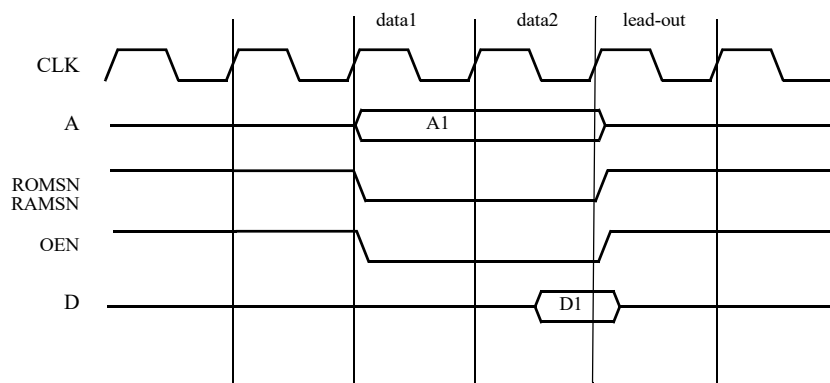 data1 data2 lead-out
CLK
A A1
ROMSN
RAMSN
OEN
D D1